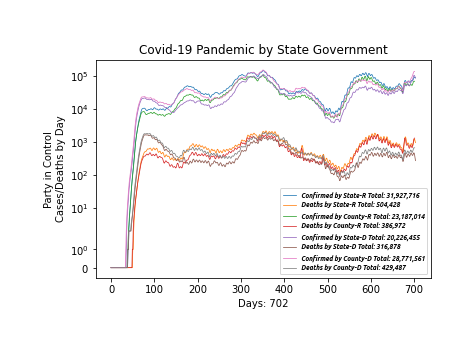 Covid-19 Pandemic by State Government
Party in Control
Cases/Deaths by Day
10⁵
10⁴
10³
10²
10¹
10⁰
0
0 100 200 300 400 500 600 700
Days: 702
Confirmed by State-R Total: 31,927,716
Deaths by State-R Total: 504,428
Confirmed by County-R Total: 23,187,014
Deaths by County-R Total: 386,972
Confirmed by State-D Total: 20,226,455
Deaths by State-D Total: 316,878
Confirmed by County-D Total: 28,771,561
Deaths by County-D Total: 429,487